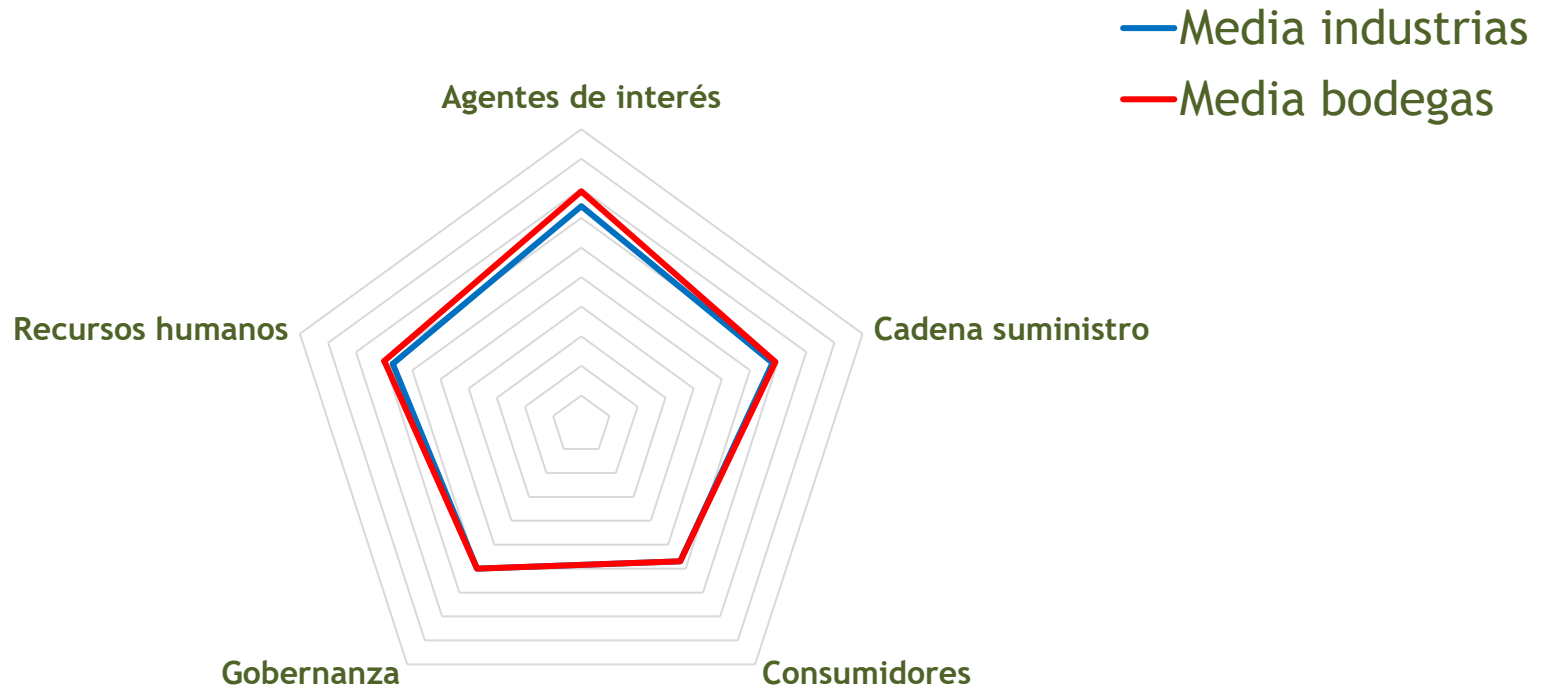 Media industrias
Media bodegas
Agentes de interés
Recursos humanos
Cadena suministro
Gobernanza
Consumidores